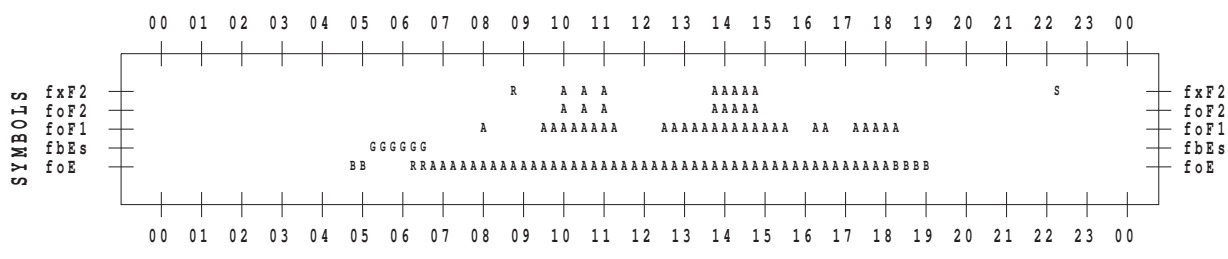 00 01 02 03 04 05 06 07 08 09 10 11 12 13 14 15 16 17 18 19 20 21 22 23 00
SYMBOLS
fxF2 R A A A AAAAA S fxF2
foF2 A A A AAAAA foF2
foF1 A AAAAAAAA AAAAAAAAAAAAA AA AAAAA foF1
fbEs GGGGGG fbEs
foE BB RRAAAAAAAAAAAAAAAAAAAAAAAAAAAAAAAAAAAAAAAAAAAAAABBBB foE
00 01 02 03 04 05 06 07 08 09 10 11 12 13 14 15 16 17 18 19 20 21 22 23 00